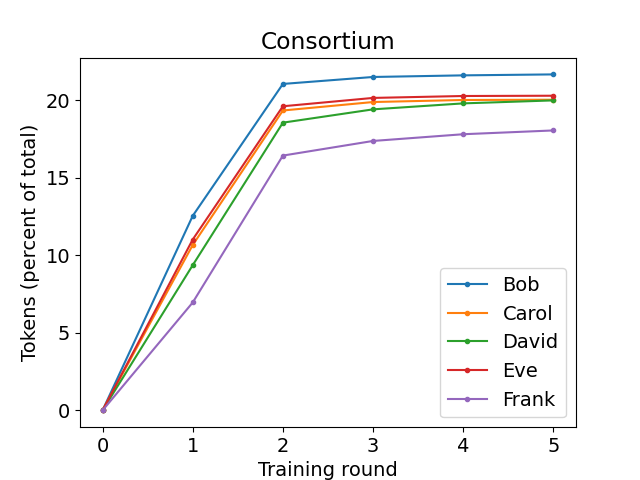 Consortium
Tokens (percent of total)
20
15
10
5
0
0 1 2 3 4 5
Training round
Bob
Carol
David
Eve
Frank